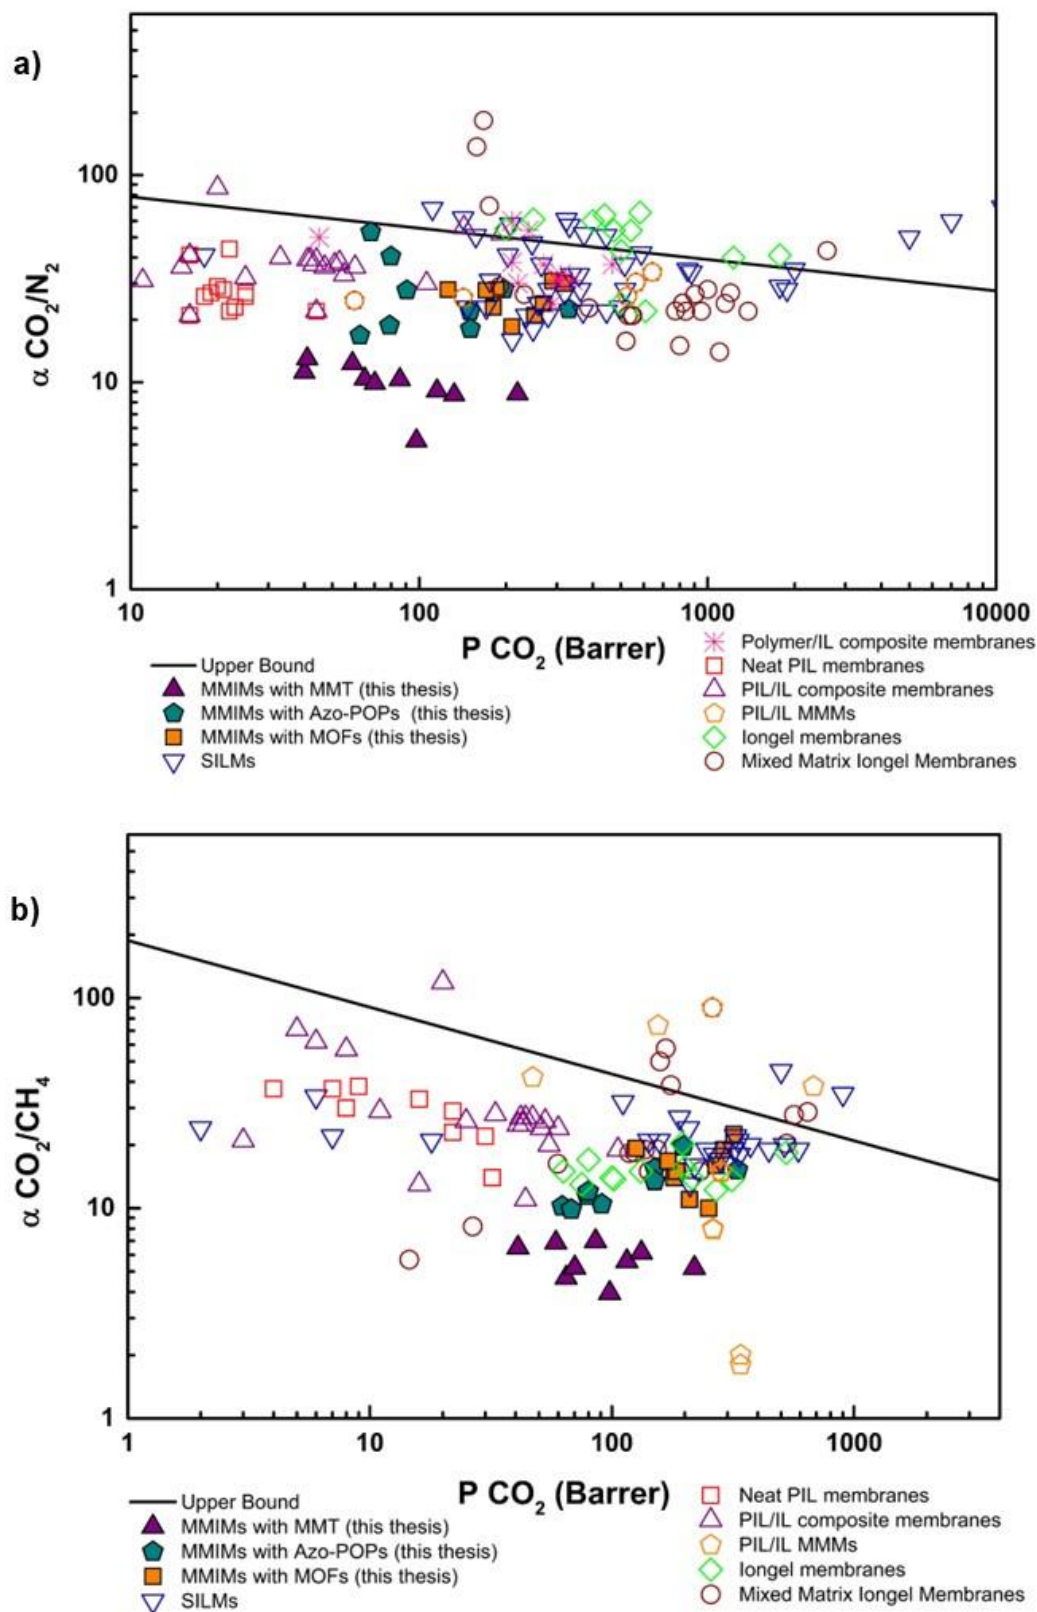 a)
α CO2/N2
100
10
1
10
100
1000
10000
P CO2 (Barrer)
Upper Bound
MMIMs with MMT (this thesis)
MMIMs with Azo-POPs (this thesis)
MMIMs with MOFs (this thesis)
SILMs
Polymer/IL composite membranes
Neat PIL membranes
PIL/IL composite membranes
PIL/IL MMMs
Iongel membranes
Mixed Matrix Iongel Membranes
b)
α CO2/CH4
100
10
1
1
10
100
1000
P CO2 (Barrer)
Upper Bound
MMIMs with MMT (this thesis)
MMIMs with Azo-POPs (this thesis)
MMIMs with MOFs (this thesis)
SILMs
Neat PIL membranes
PIL/IL composite membranes
PIL/IL MMMs
Iongel membranes
Mixed Matrix Iongel Membranes